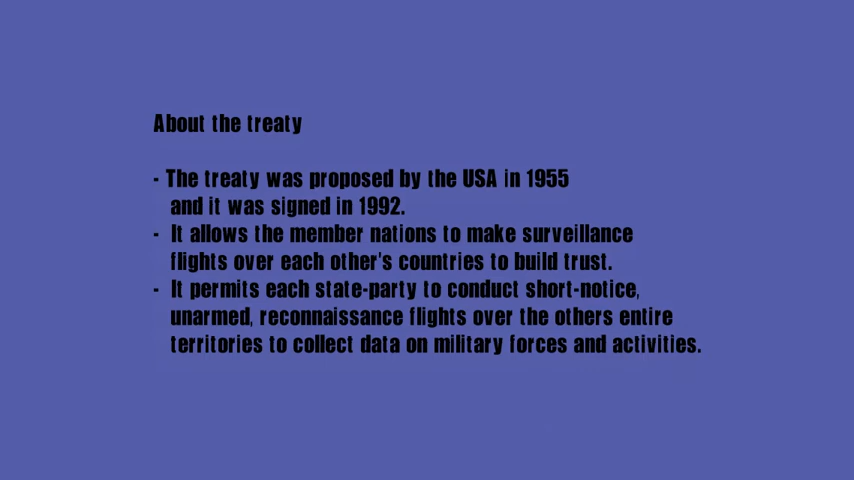 About the treaty
- The treaty was proposed by the USA in 1955
and it was signed in 1992.
- It allows the member nations to make surveillance
flights over each other's countries to build trust.
- It permits each state-party to conduct short-notice,
unarmed, reconnaissance flights over the others entire
territories to collect data on military forces and activities.